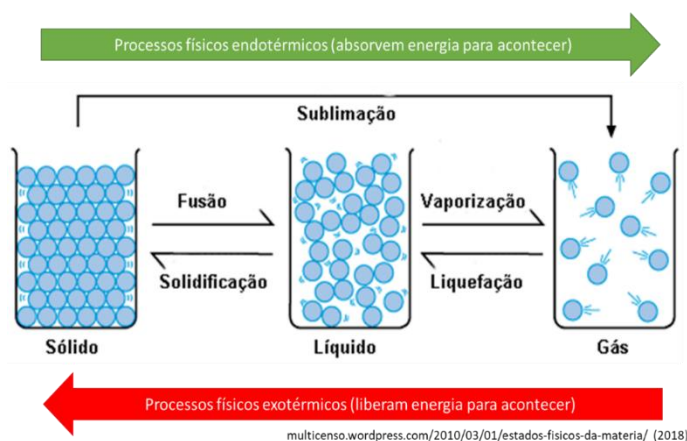 Processos físicos endotérmicos (absorvem energia para acontecer)
Sublimação
Fusão
Vaporização
Solidificação
Liquefação
Sólido
Líquido
Gás
Processos físicos exotérmicos (liberam energia para acontecer)
multicenso.wordpress.com/2010/03/01/estados-fisicos-da-materia/ (2018)